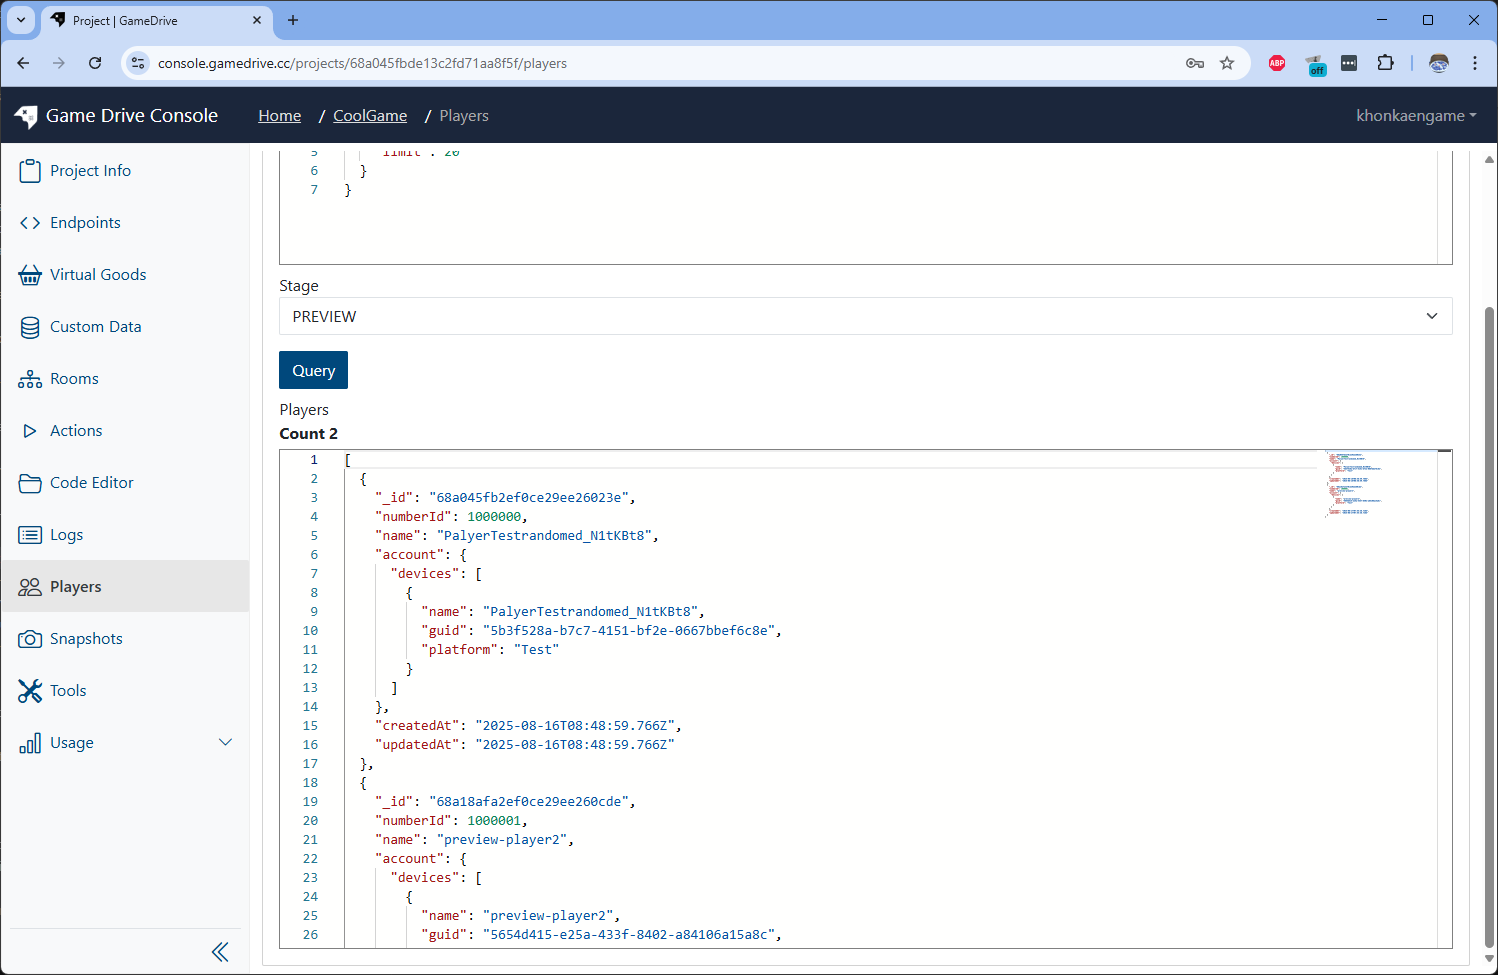 Project | GameDrive
console.gamedrive.cc/projects/68a045fbde13c2fd71aa8f5f/players
ABP
off
Game Drive Console
Home / CoolGame / Players
khonkaengame
Project Info
Endpoints
Virtual Goods
Custom Data
Rooms
Actions
Code Editor
Logs
Players
Snapshots
Tools
Usage
5 "limit": 20
6 }
7 }
Stage
PREVIEW
Query
Players
Count 2
1 [
2 {
3 "_id": "68a045fb2ef0ce29ee26023e",
4 "numberId": 1000000,
5 "name": "PalyerTestrandomed_N1tKBt8",
6 "account": {
7 "devices": [
8 {
9 "name": "PalyerTestrandomed_N1tKBt8",
10 "guid": "5b3f528a-b7c7-4151-bf2e-0667bbef6c8e",
11 "platform": "Test"
12 }
13 ]
14 },
15 "createdAt": "2025-08-16T08:48:59.766Z",
16 "updatedAt": "2025-08-16T08:48:59.766Z"
17 },
18 {
19 "_id": "68a18afa2ef0ce29ee260cde",
20 "numberId": 1000001,
21 "name": "preview-player2",
22 "account": {
23 "devices": [
24 {
25 "name": "preview-player2",
26 "guid": "5654d415-e25a-433f-8402-a84106a15a8c",